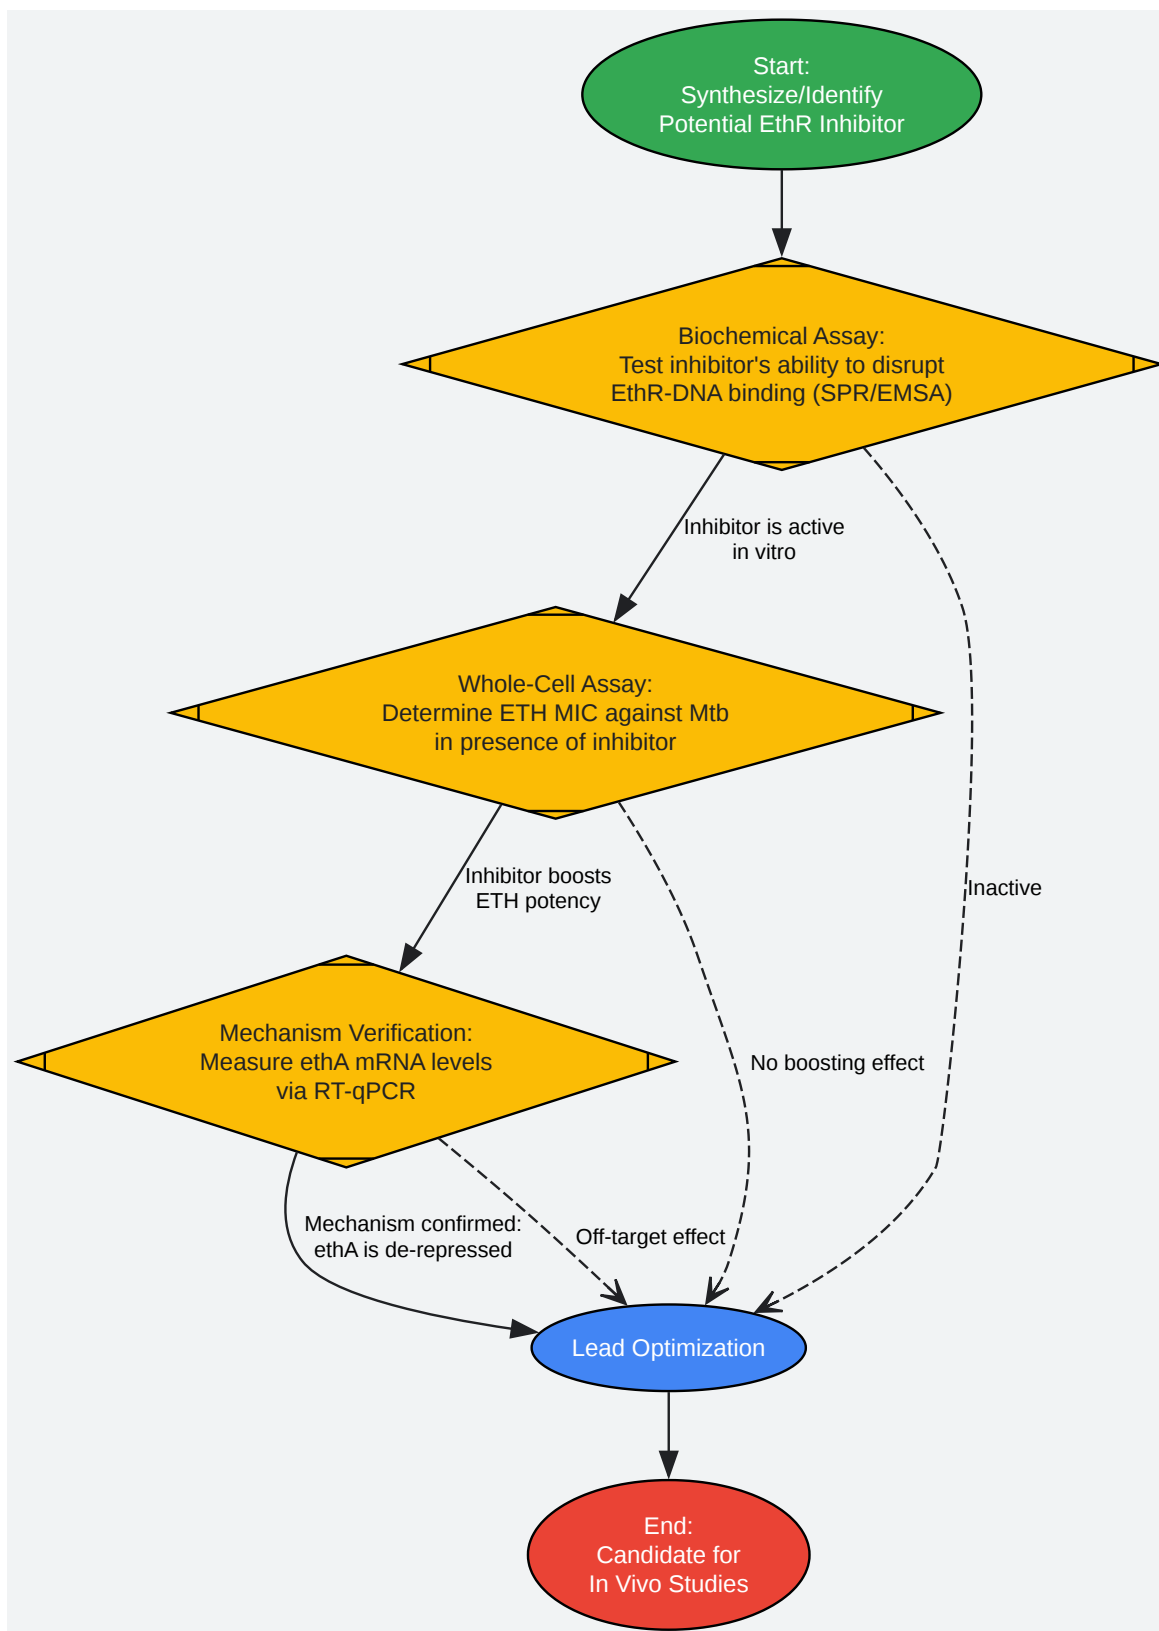 Start:
Synthesize/Identify
Potential EthR Inhibitor
Biochemical Assay:
Test inhibitor's ability to disrupt
EthR-DNA binding (SPR/EMSA)
Inhibitor is active
in vitro
Whole-Cell Assay:
Determine ETH MIC against Mtb
in presence of inhibitor
Inhibitor boosts
ETH potency
Inactive
Mechanism Verification:
Measure ethA mRNA levels
via RT-qPCR
No boosting effect
Mechanism confirmed:
ethA is de-repressed
Off-target effect
Lead Optimization
End:
Candidate for
In Vivo Studies